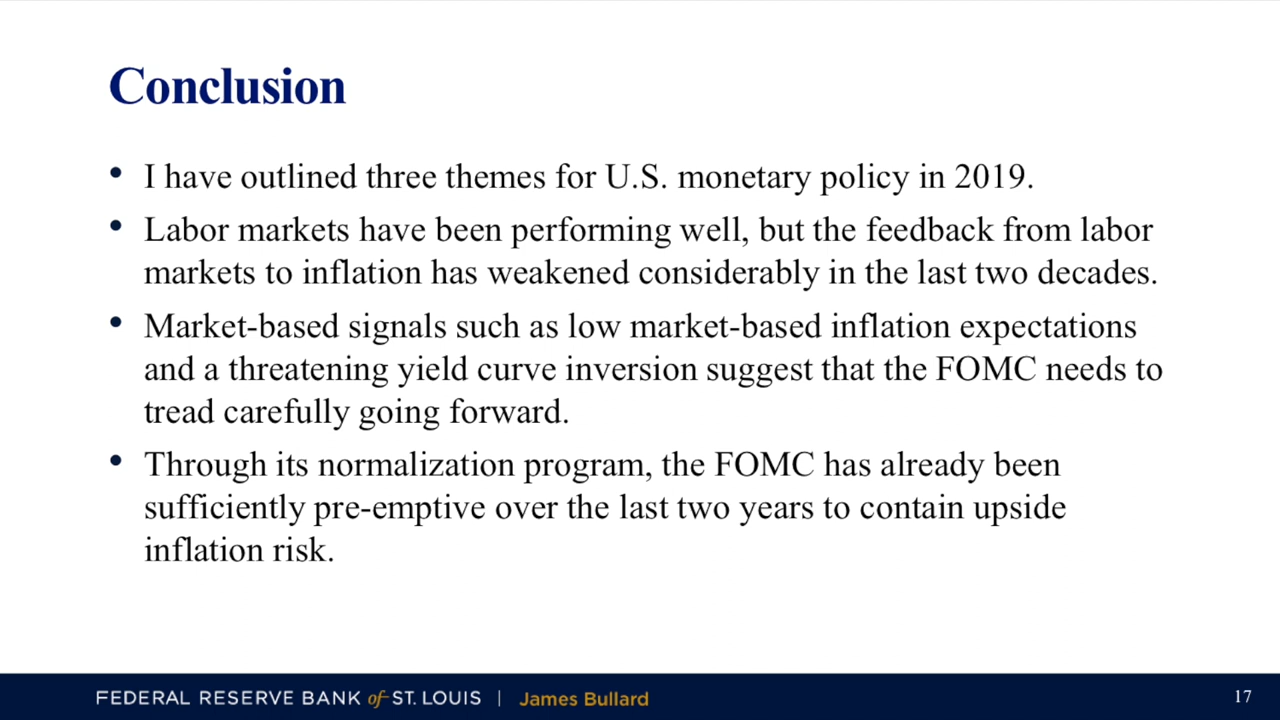 Conclusion
• I have outlined three themes for U.S. monetary policy in 2019.
• Labor markets have been performing well, but the feedback from labor
markets to inflation has weakened considerably in the last two decades.
• Market-based signals such as low market-based inflation expectations
and a threatening yield curve inversion suggest that the FOMC needs to
tread carefully going forward.
• Through its normalization program, the FOMC has already been
sufficiently pre-emptive over the last two years to contain upside
inflation risk.
FEDERAL RESERVE BANK of ST. LOUIS | James Bullard 17